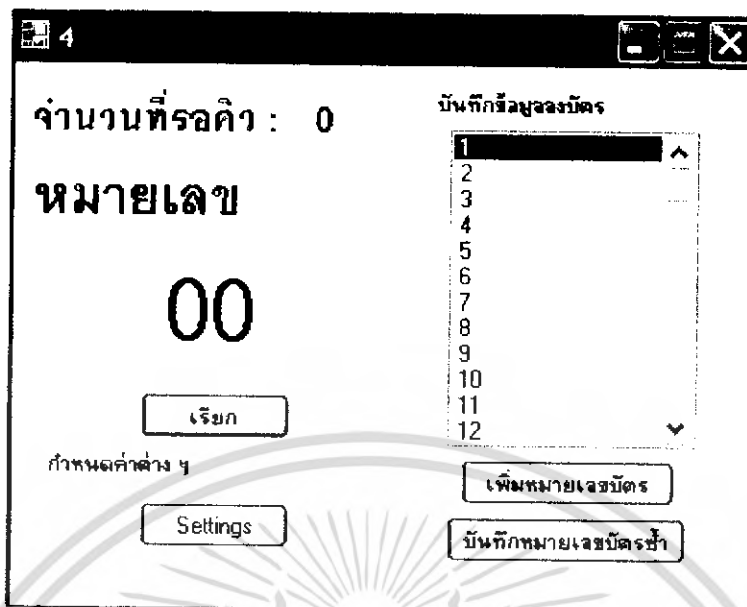 4
จำนวนที่รอคิว : 0
หมายเลข
00
เรียก
กำหนดค่าต่าง ๆ
Settings
บันทึกข้อมูลลงบัตร
1
2
3
4
5
6
7
8
9
10
11
12
เพิ่มหมายเลขบัตร
บันทึกหมายเลขบัตรซ้ำ